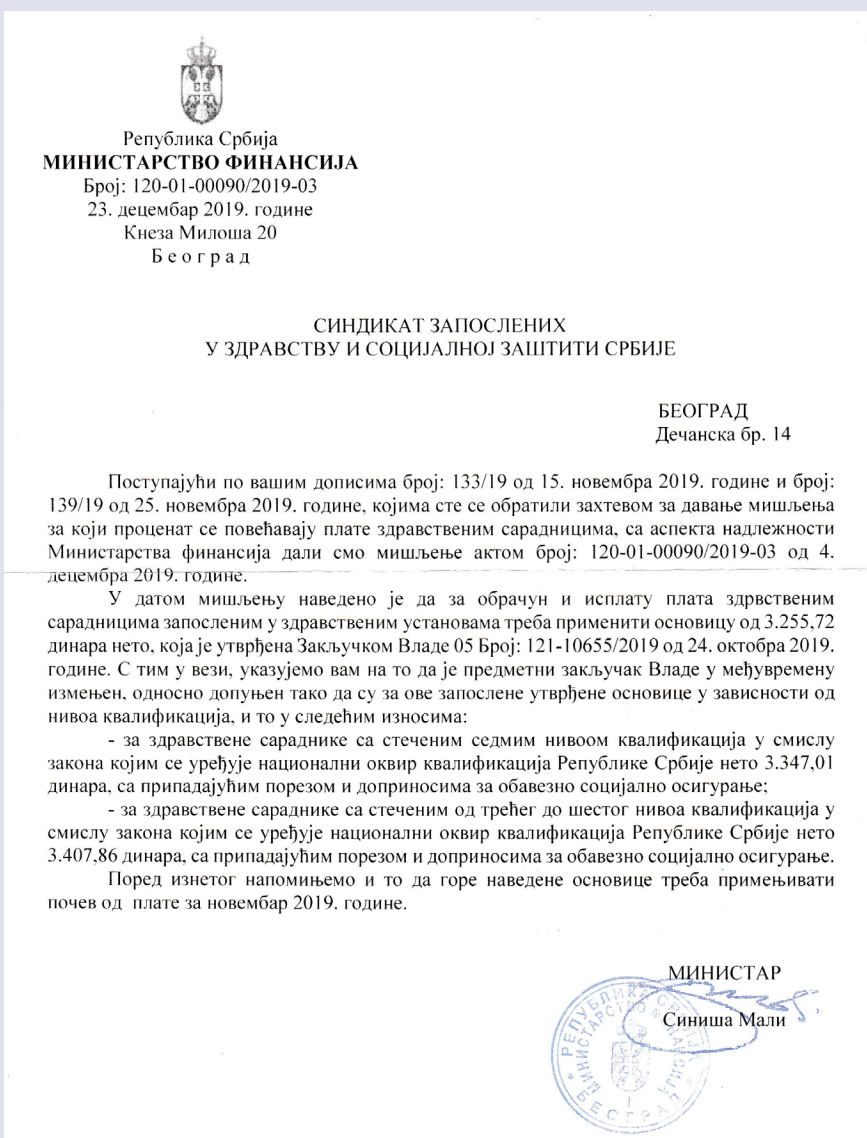 Република Србија
МИНИСТАРСТВО ФИНАНСИЈА
Број: 120-01-00090/2019-03
23. децембар 2019. године
Кнеза Милоша 20
Б е о г р а д
СИНДИКАТ ЗАПОСЛЕНИХ
У ЗДРАВСТВУ И СОЦИЈАЛНОЈ ЗАШТИТИ СРБИЈЕ
БЕОГРАД
Дечанска бр. 14
Поступајући по вашим дописима број: 133/19 од 15. новембра 2019. године и број:
139/19 од 25. новембра 2019. године, којима сте се обратили захтевом за давање мишљења
за који проценат се повећавају плате здравственим сарадницима, са аспекта надлежности
Министарства финансија дали смо мишљење актом број: 120-01-00090/2019-03 од 4.
децембра 2019. године.
У датом мишљењу наведено је да за обрачун и исплату плата здрвственим
сарадницима запосленим у здравственим установама треба применити основицу од 3.255,72
динара нето, која је утврђена Закључком Владе 05 Број: 121-10655/2019 од 24. октобра 2019.
године. С тим у вези, указујемо вам на то да је предметни закључак Владе у међувремену
измењен, односно допуњен тако да су за ове запослене утврђене основице у зависности од
нивоа квалификација, и то у следећим износима:
- за здравствене сараднике са стеченим седмим нивоом квалификација у смислу
закона којим се уређује национални оквир квалификација Републике Србије нето 3.347,01
динара, са припадајућим порезом и доприносима за обавезно социјално осигурање;
- за здравствене сараднике са стеченим од трећег до шестог нивоа квалификација у
смислу закона којим се уређује национални оквир квалификација Републике Србије нето
3.407,86 динара, са припадајућим порезом и доприносима за обавезно социјално осигурање.
Поред изнетог напомињемо и то да горе наведене основице треба примењивати
почев од плате за новембар 2019. године.
МИНИСТАР
Синиша Мали
РЕПУБЛИКА СРБИЈА
МИНИСТАРСТВО ФИНАНСИЈА
БЕОГРАД